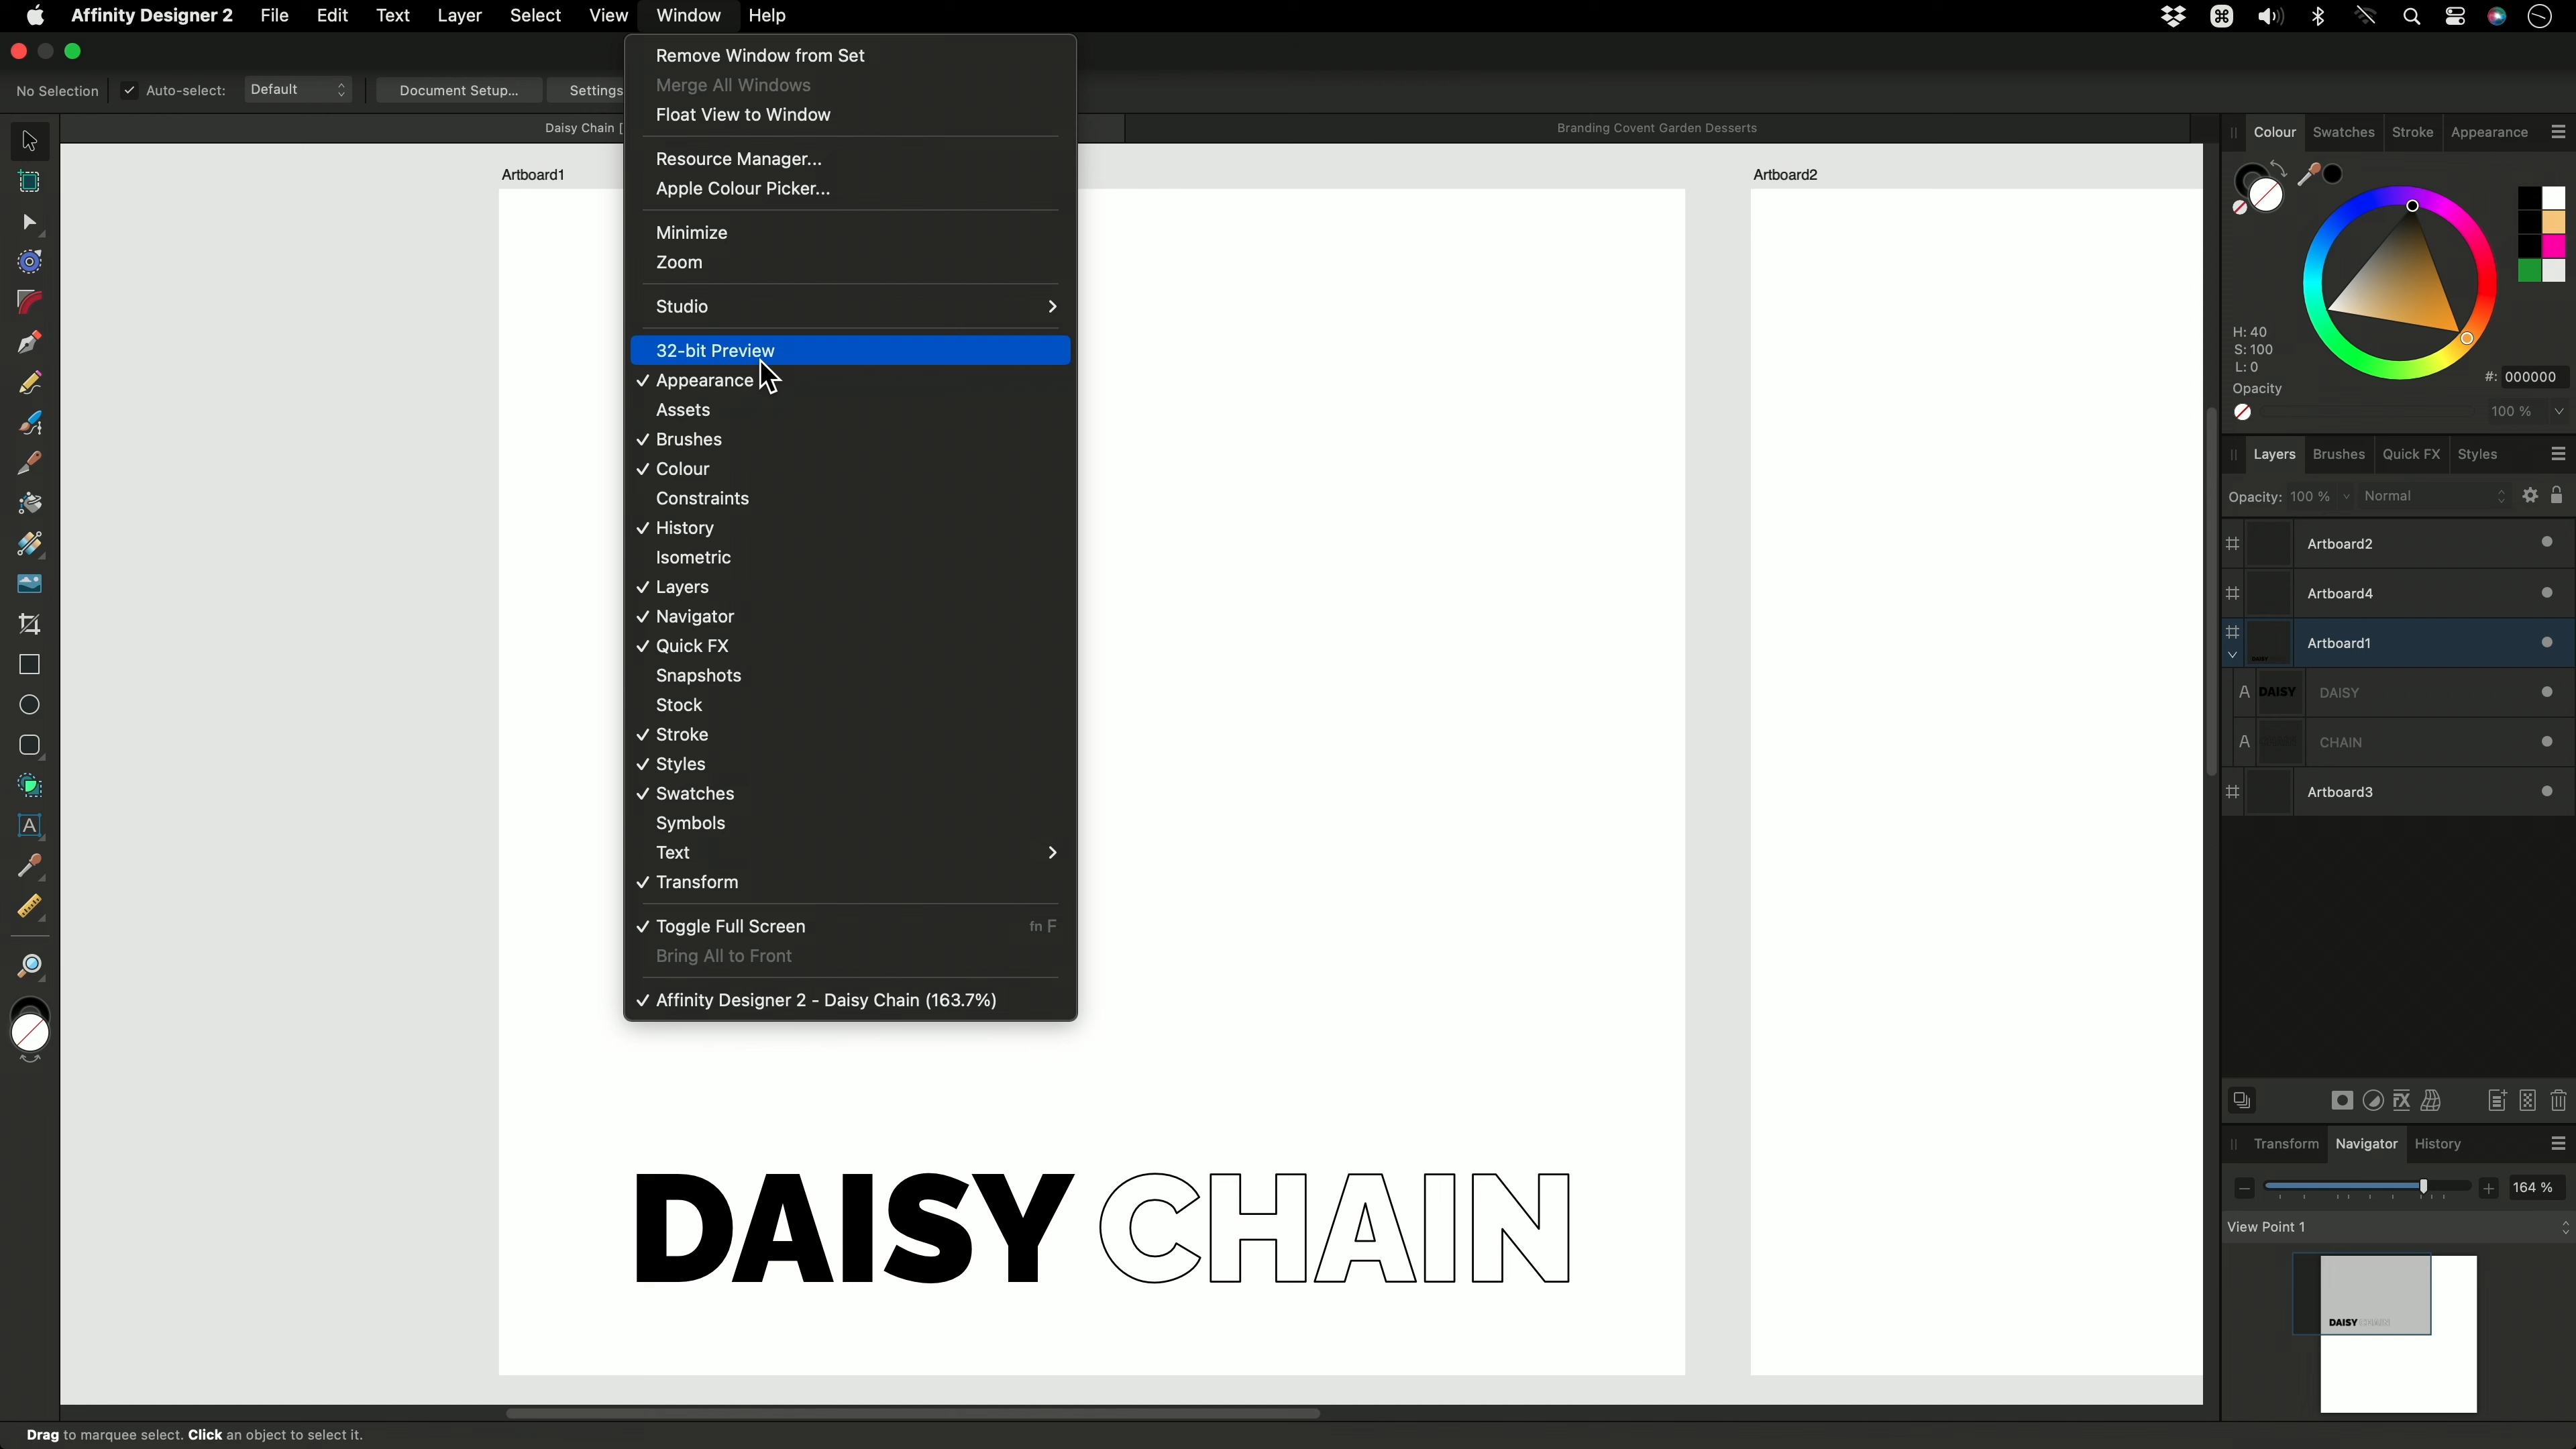 Affinity Designer 2 File Edit Text Layer Select View Window Help
No Selection Auto-select: Default Document Setup... Settings
Daisy Chain [ Branding Covent Garden Desserts
Remove Window from Set
Merge All Windows
Float View to Window
Resource Manager...
Apple Colour Picker...
Minimize
Zoom
Studio
32-bit Preview
✓ Appearance
Assets
✓ Brushes
✓ Colour
Constraints
✓ History
Isometric
✓ Layers
✓ Navigator
✓ Quick FX
Snapshots
Stock
✓ Stroke
✓ Styles
✓ Swatches
Symbols
Text
✓ Transform
✓ Toggle Full Screen fn F
Bring All to Front
✓ Affinity Designer 2 - Daisy Chain (163.7%)
Artboard1 Artboard2
DAISY CHAIN
Colour Swatches Stroke Appearance
H: 40
S: 100
L: 0
#: 000000
Opacity
100 %
Layers Brushes Quick FX Styles
Opacity: 100 % Normal
Artboard2
Artboard4
Artboard1
A DAISY DAISY
A CHAIN
Artboard3
Transform Navigator History
164 %
View Point 1
DAISY CHAIN
Drag to marquee select. Click an object to select it.